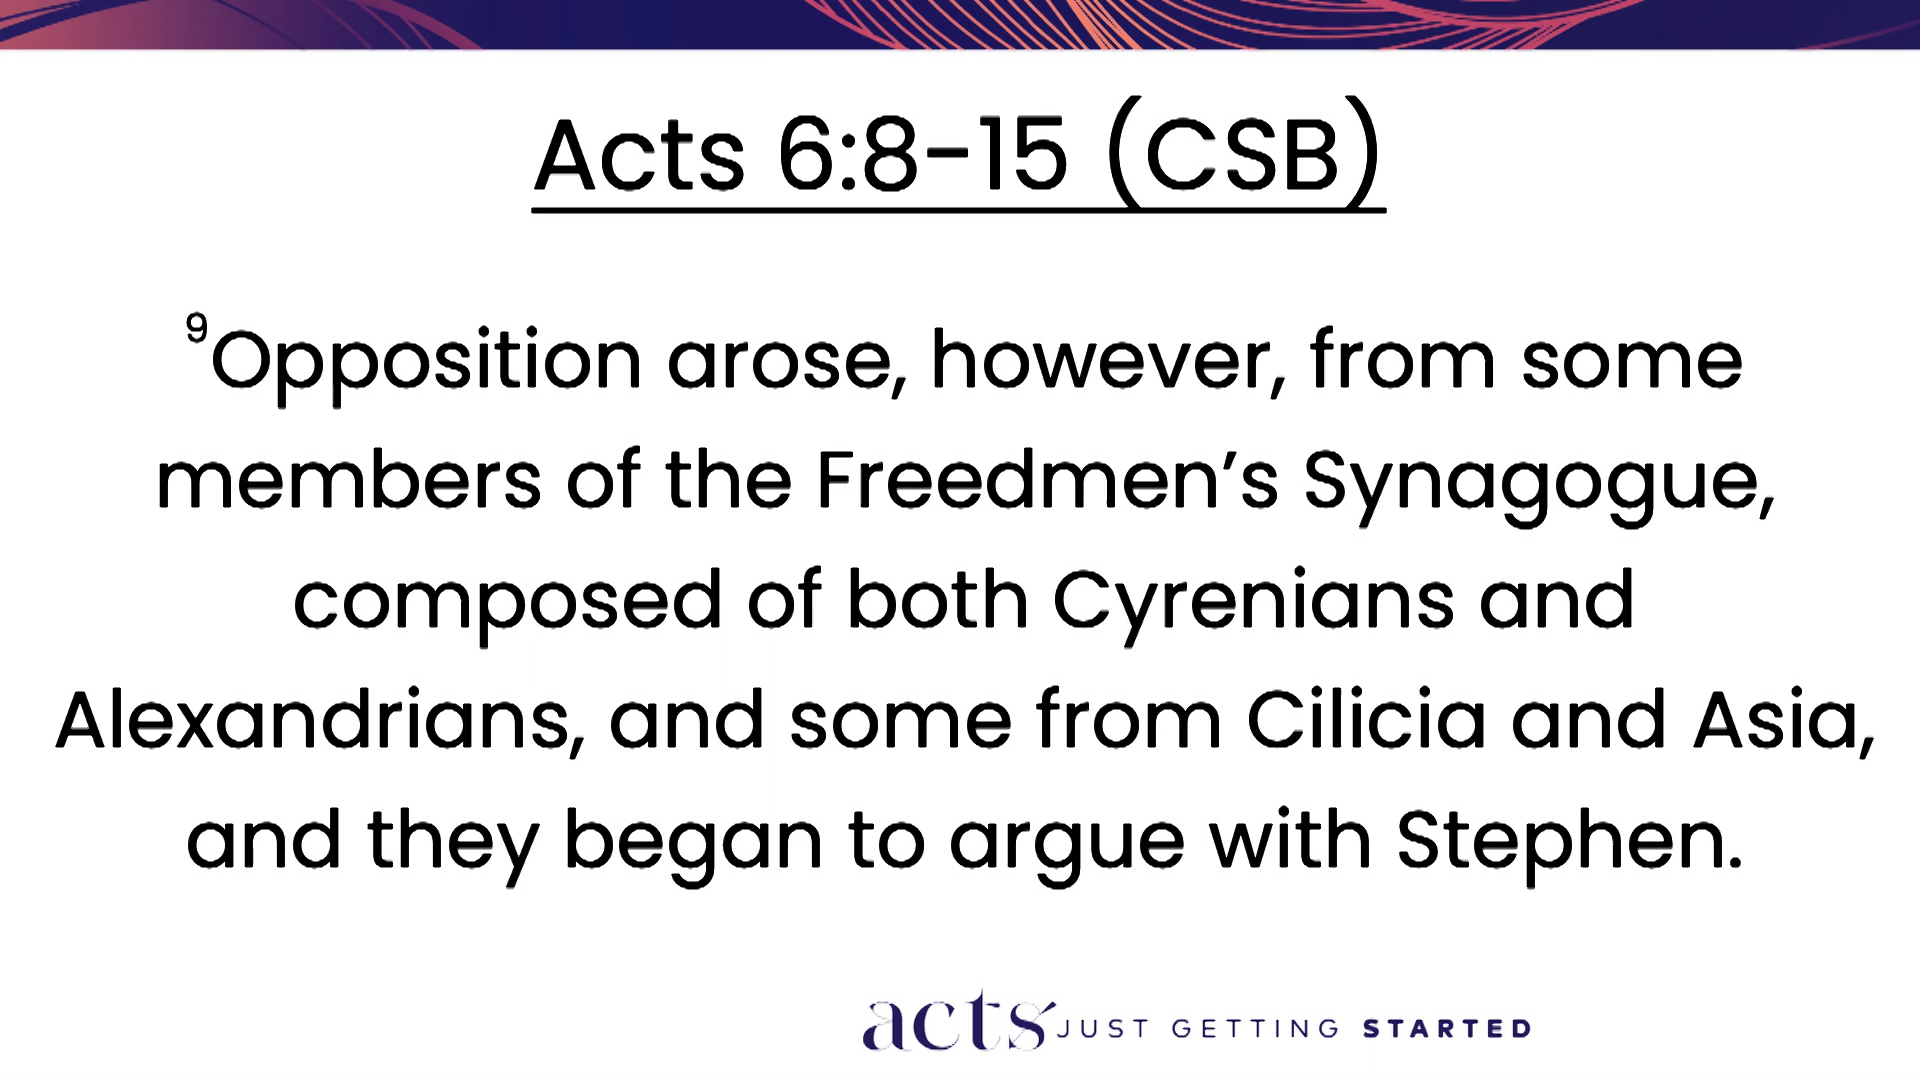 Acts 6:8-15 (CSB)
⁹Opposition arose, however, from some
members of the Freedmen’s Synagogue,
composed of both Cyrenians and
Alexandrians, and some from Cilicia and Asia,
and they began to argue with Stephen.
acts JUST GETTING STARTED